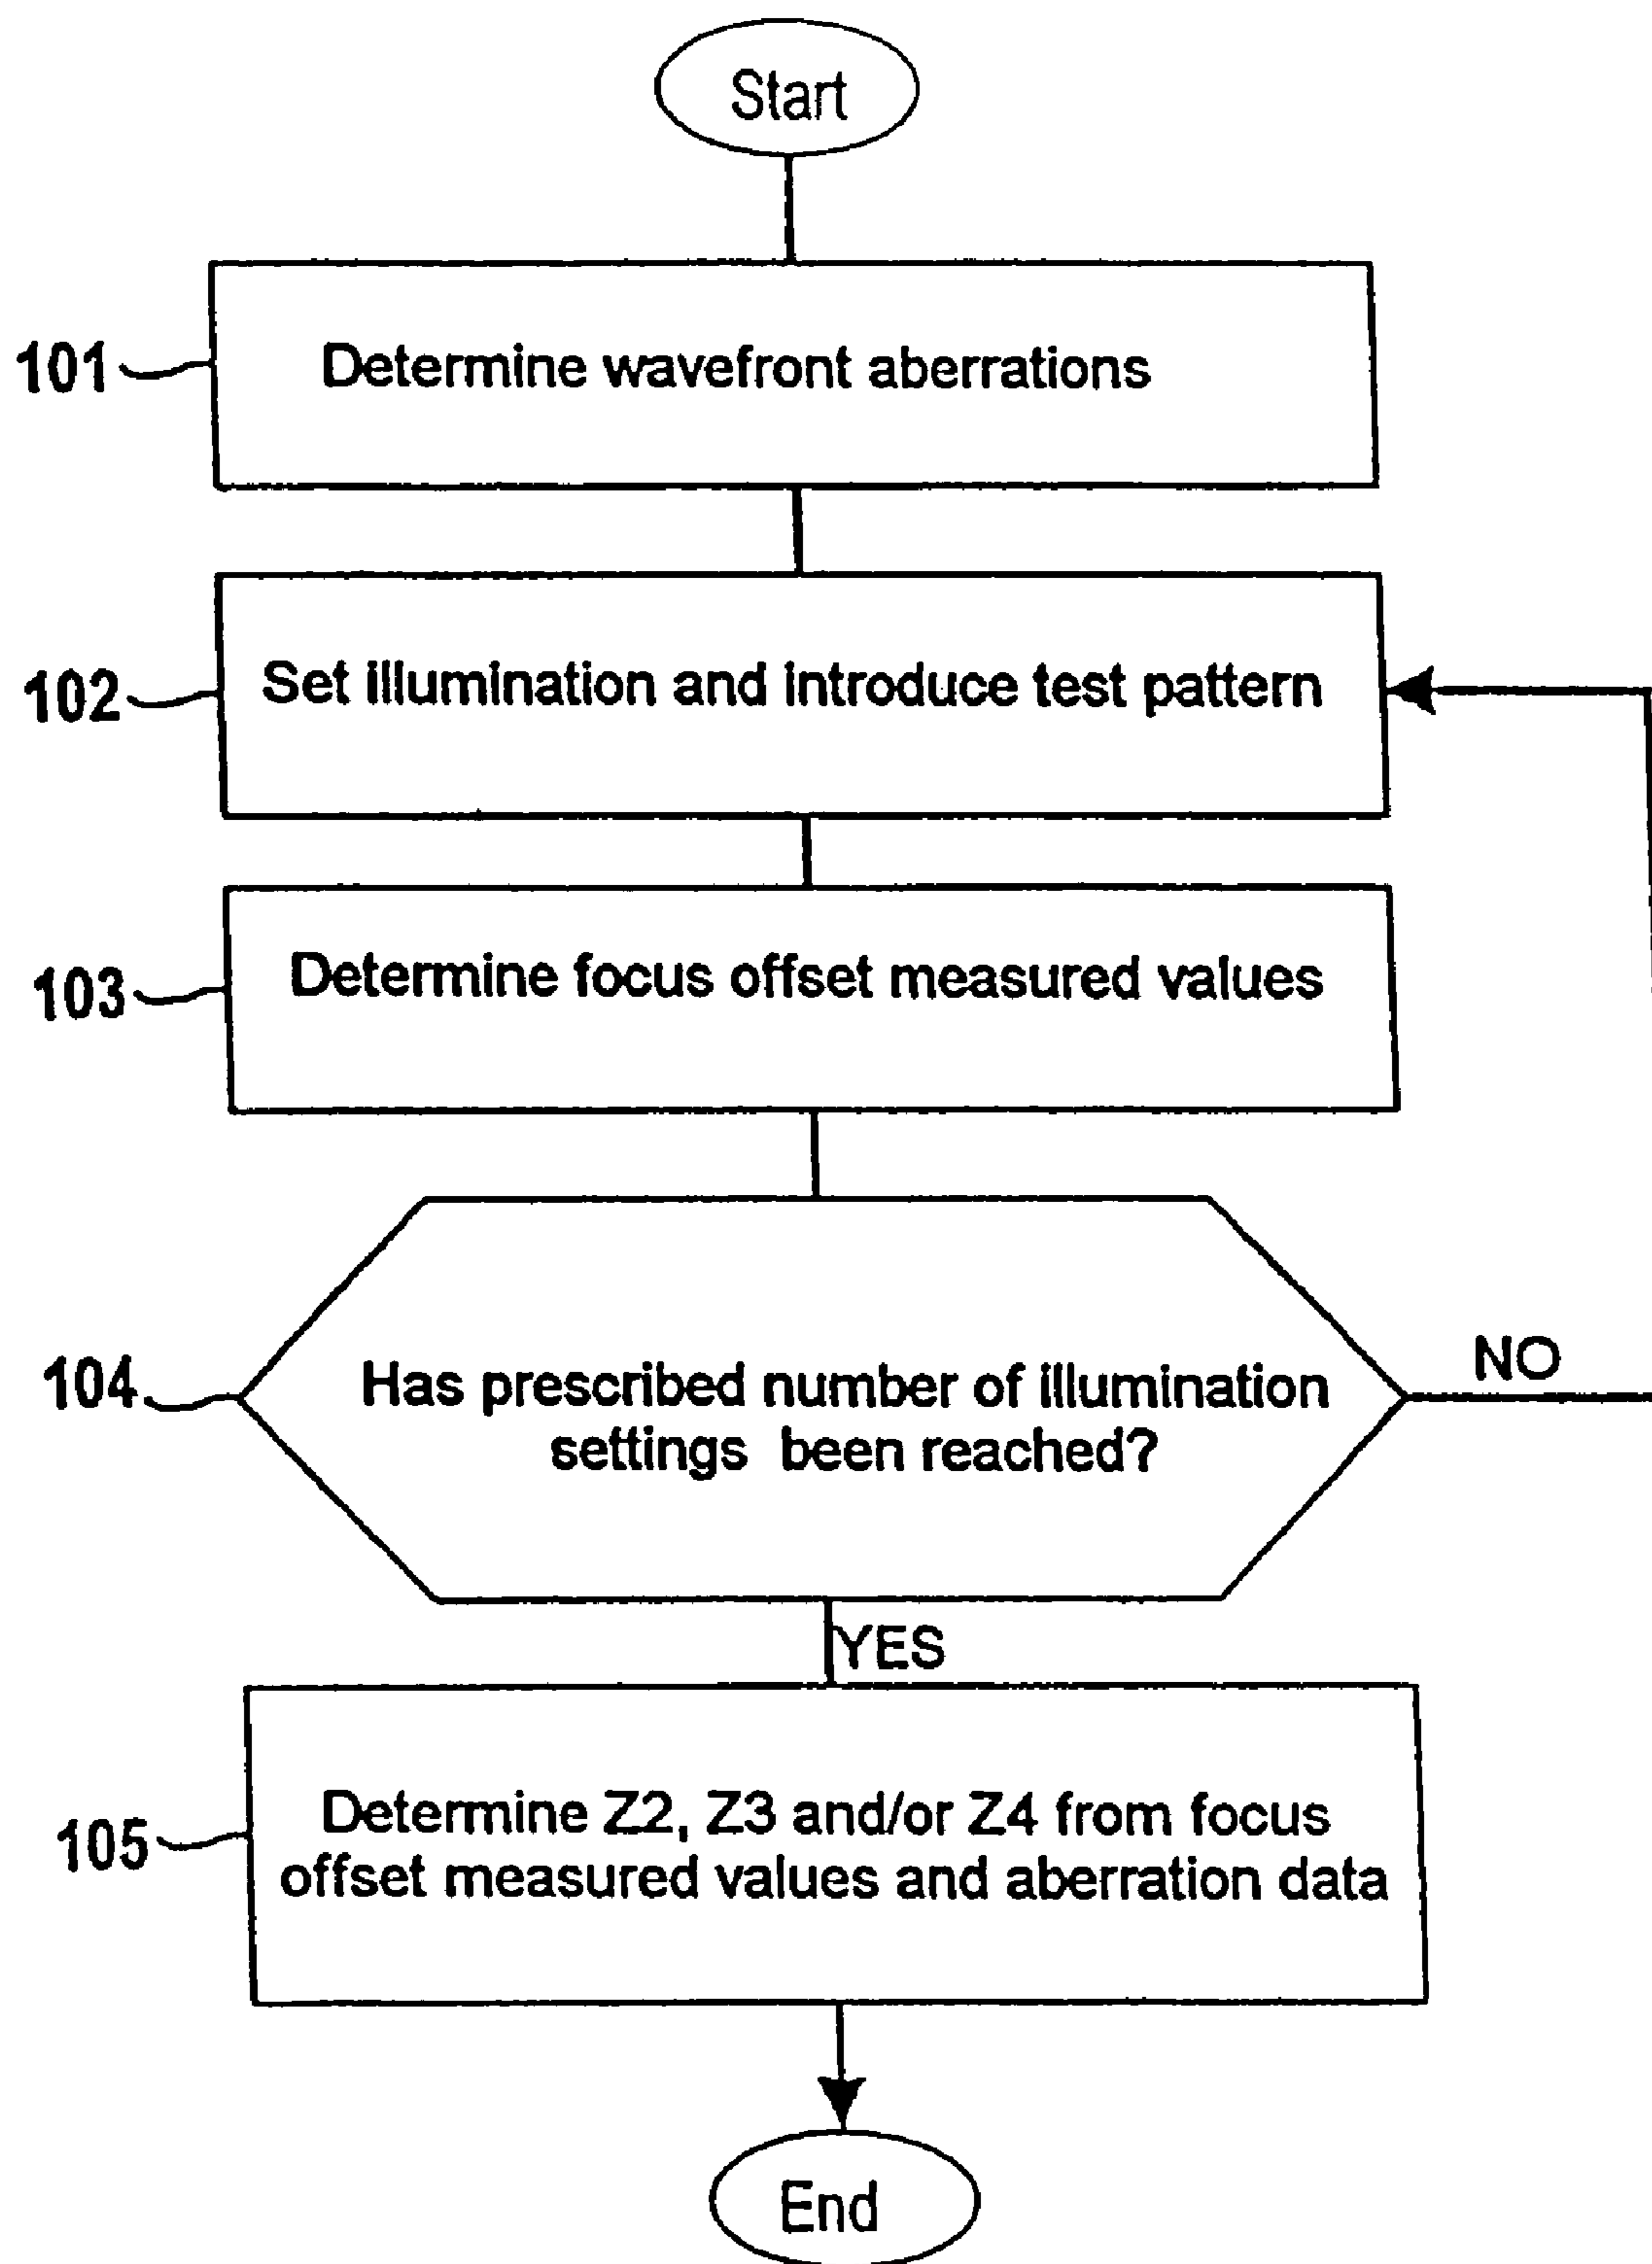 Start
101
Determine wavefront aberrations
102
Set illumination and introduce test pattern
103
Determine focus offset measured values
104
Has prescribed number of illumination
settings been reached?
NO
YES
105
Determine Z2, Z3 and/or Z4 from focus
offset measured values and aberration data
End